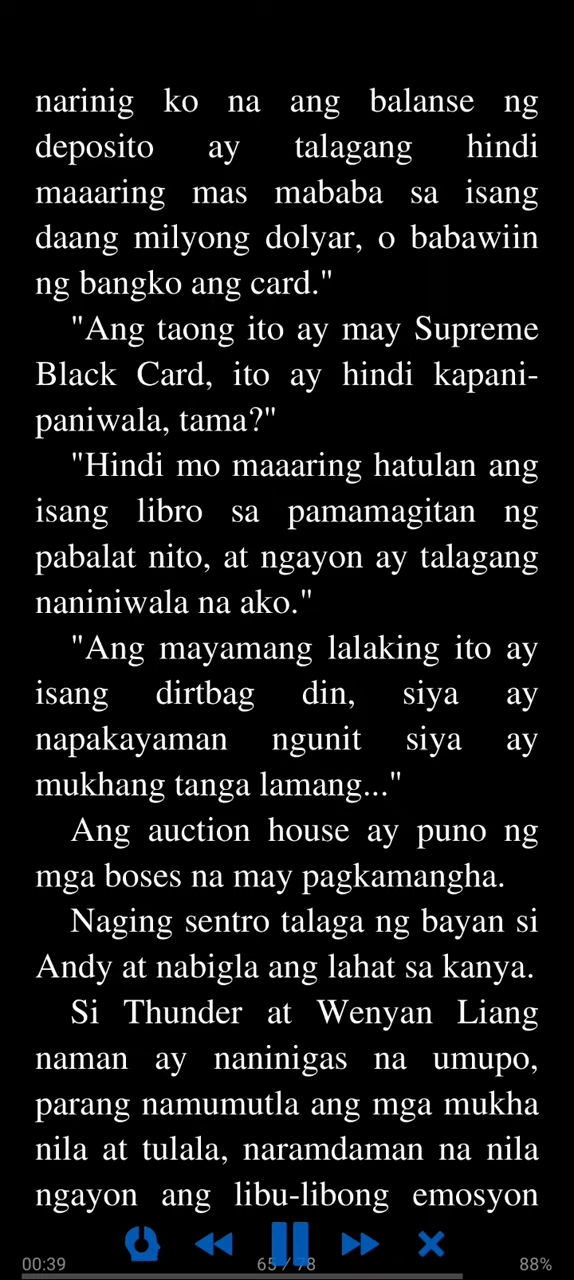 narinig ko na ang balanse ng
deposito ay talagang hindi
maaaring mas mababa sa isang
daang milyong dolyar, o babawiin
ng bangko ang card."
"Ang taong ito ay may Supreme
Black Card, ito ay hindi kapani-
paniwala, tama?"
"Hindi mo maaaring hatulan ang
isang libro sa pamamagitan ng
pabalat nito, at ngayon ay talagang
naniniwala na ako."
"Ang mayamang lalaking ito ay
isang dirtbag din, siya ay
napakayaman ngunit siya ay
mukhang tanga lamang..."
Ang auction house ay puno ng
mga boses na may pagkamangha.
Naging sentro talaga ng bayan si
Andy at nabigla ang lahat sa kanya.
Si Thunder at Wenyan Liang
naman ay naninigas na umupo,
parang namumutla ang mga mukha
nila at tulala, naramdaman na nila
ngayon ang libu-libong emosyon
00:39 65 / 78 88%